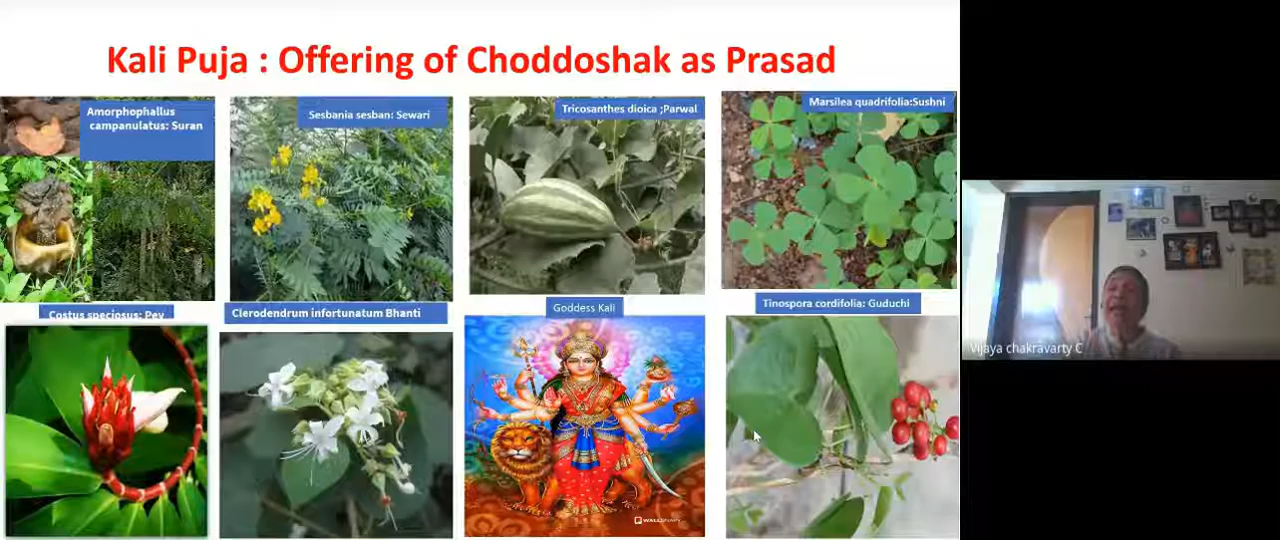 Kali Puja : Offering of Choddoshak as Prasad
Amorphophallus
campanulatus: Suran
Sesbania sesban: Sewari
Tricosanthes dioica ;Parwal
Marsilea quadrifolia:Sushni
Costus speciosus: Pev
Clerodendrum infortunatum Bhanti
Goddess Kali
Tinospora cordifolia: Guduchi
Vijaya chakravarty C